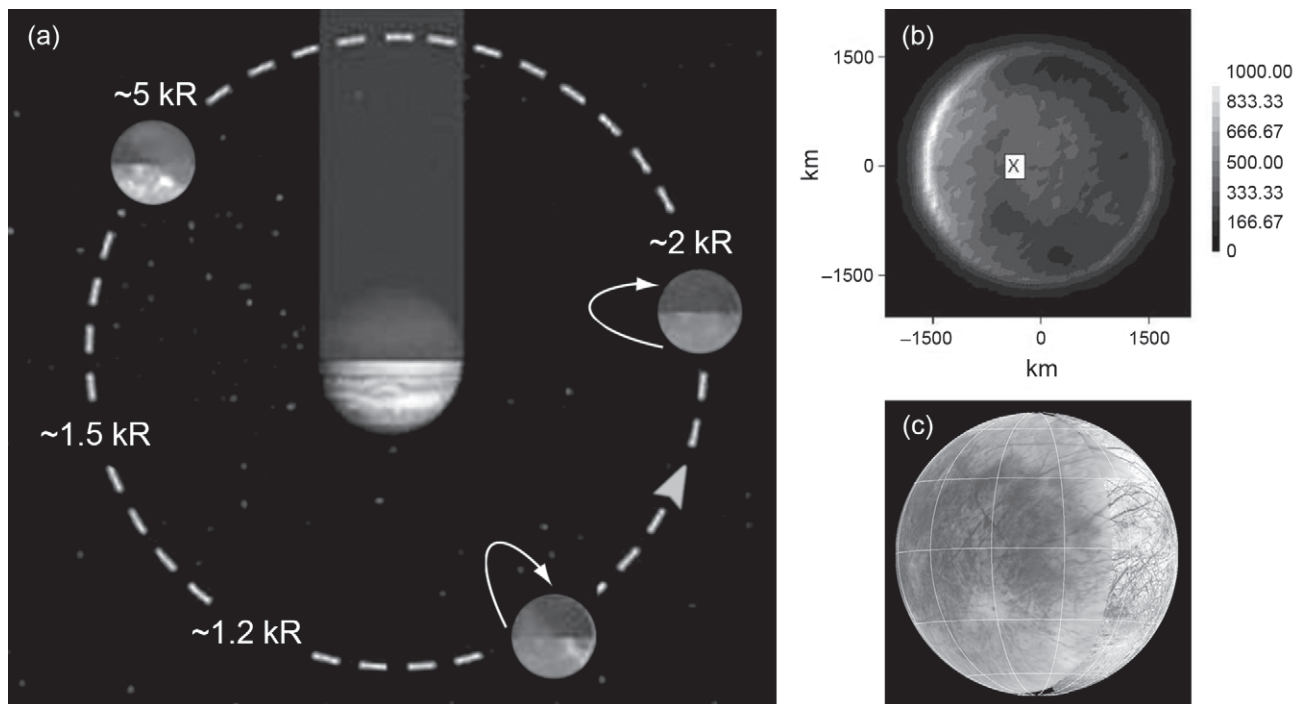 (a)
~5 kR
~2 kR
~1.5 kR
~1.2 kR
(b)
km
1500
0
−1500
−1500
0
1500
km
1000.00
833.33
666.67
500.00
333.33
166.67
0
X
(c)